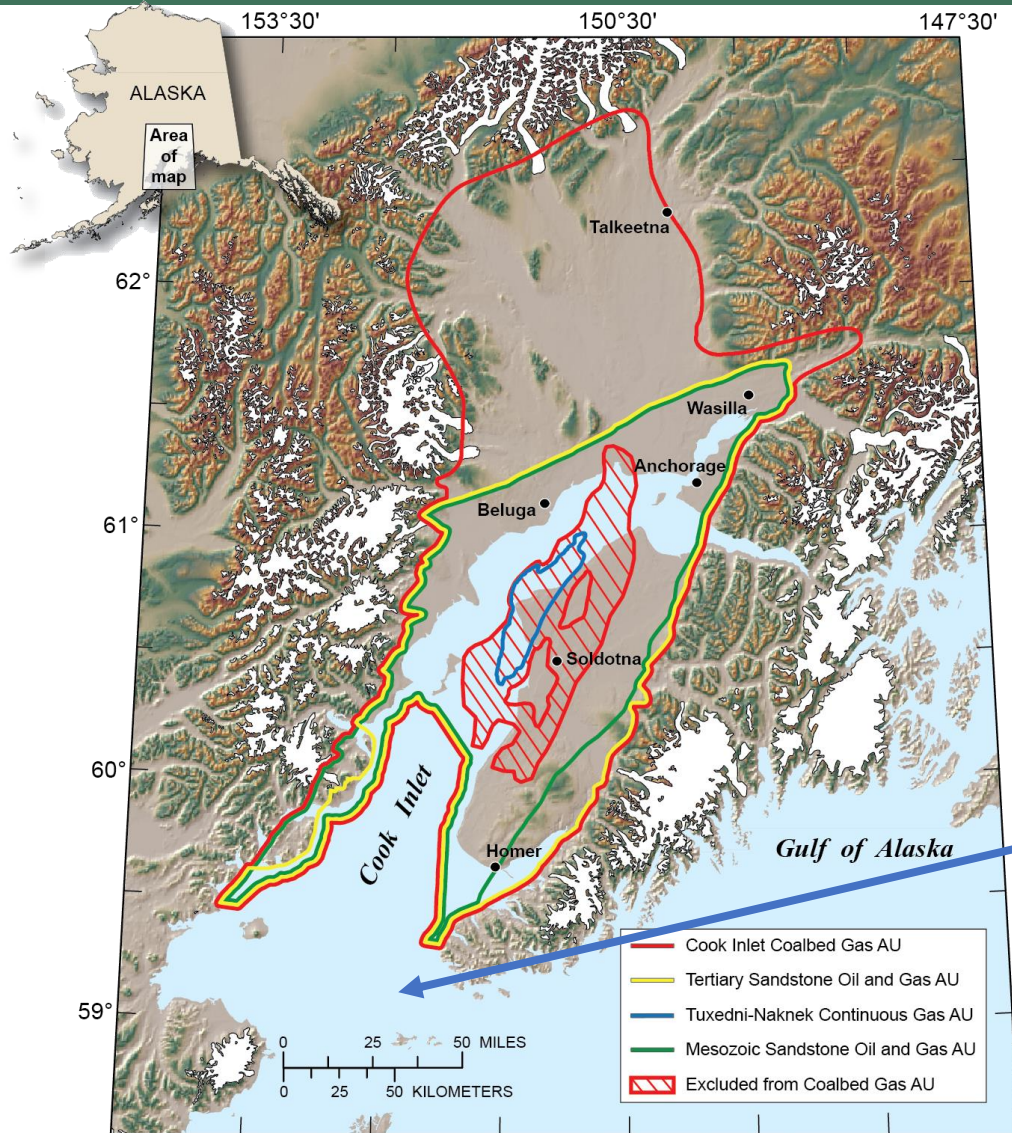 153°30'
150°30'
147°30'
ALASKA
Area
of
map
Talkeetna
62°
Wasilla
Anchorage
Beluga
61°
Soldotna
60°
Cook Inlet
Homer
Gulf of Alaska
59°
0 25 50 MILES
0 25 50 KILOMETERS
Cook Inlet Coalbed Gas AU
Tertiary Sandstone Oil and Gas AU
Tuxedni-Naknek Continuous Gas AU
Mesozoic Sandstone Oil and Gas AU
Excluded from Coalbed Gas AU